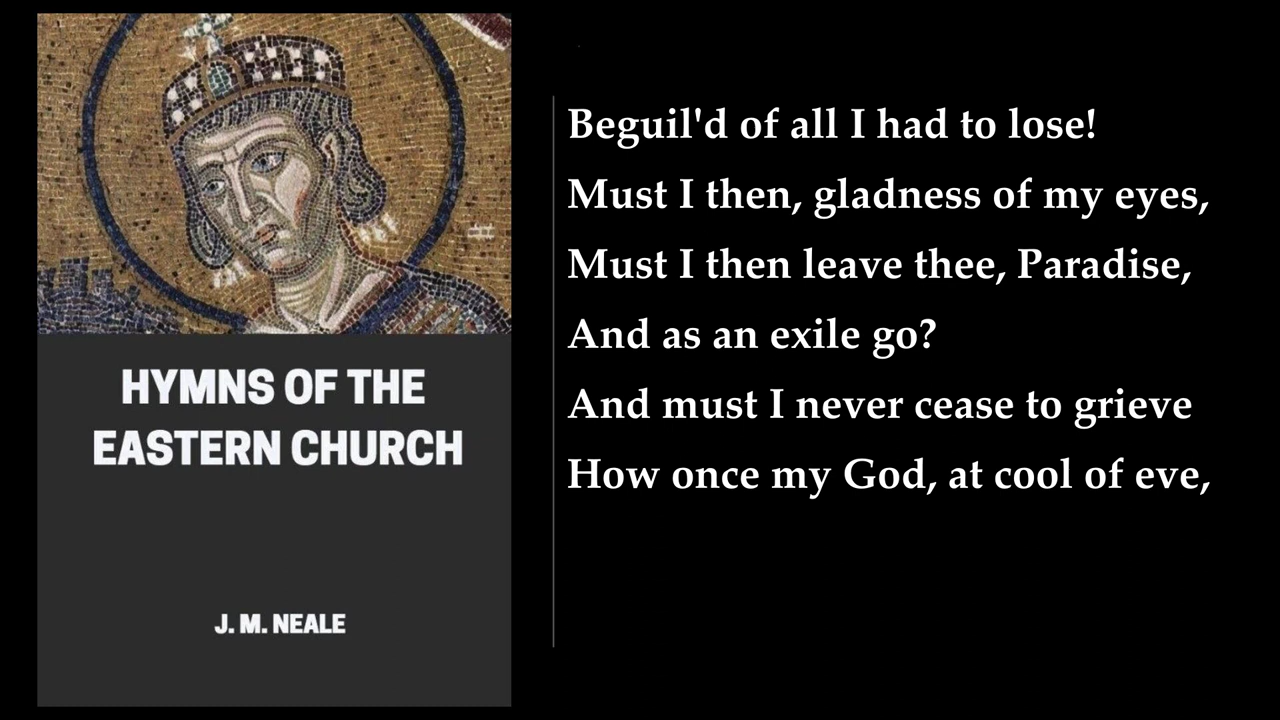 HYMNS OF THE
EASTERN CHURCH
J. M. NEALE
Beguil'd of all I had to lose!
Must I then, gladness of my eyes,
Must I then leave thee, Paradise,
And as an exile go?
And must I never cease to grieve
How once my God, at cool of eve,